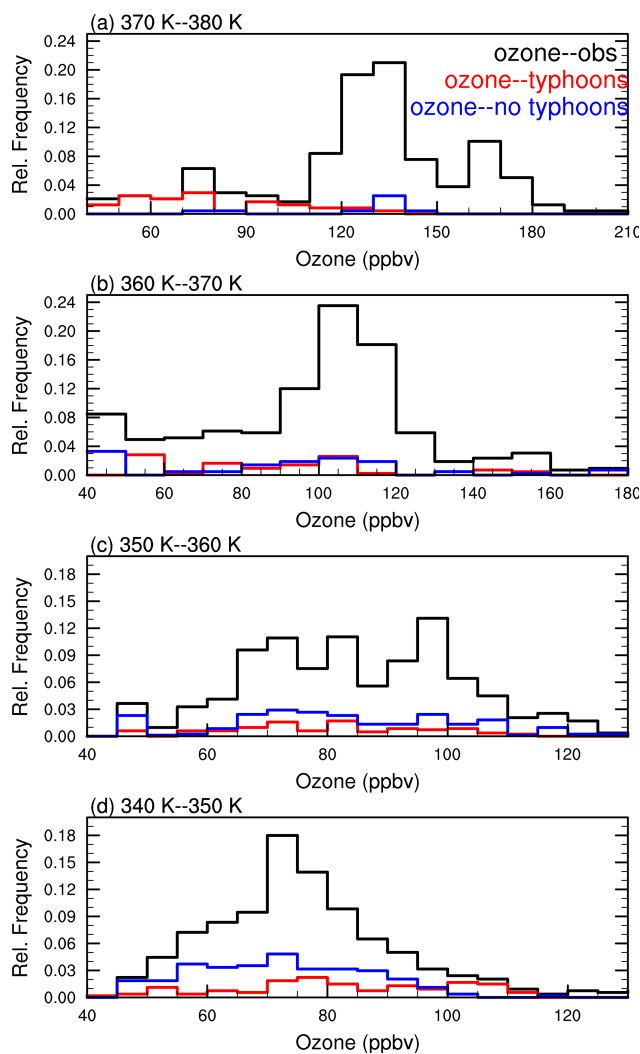 (a) 370 K--380 K
ozone--obs
ozone--typhoons
ozone--no typhoons
Rel. Frequency
0.24
0.20
0.16
0.12
0.08
0.04
0.00
60 90 120 150 180 210
Ozone (ppbv)
(b) 360 K--370 K
Rel. Frequency
0.24
0.20
0.16
0.12
0.08
0.04
0.00
40 60 80 100 120 140 160 180
Ozone (ppbv)
(c) 350 K--360 K
Rel. Frequency
0.18
0.15
0.12
0.09
0.06
0.03
0.00
40 60 80 100 120
Ozone (ppbv)
(d) 340 K--350 K
Rel. Frequency
0.18
0.15
0.12
0.09
0.06
0.03
0.00
40 60 80 100 120
Ozone (ppbv)